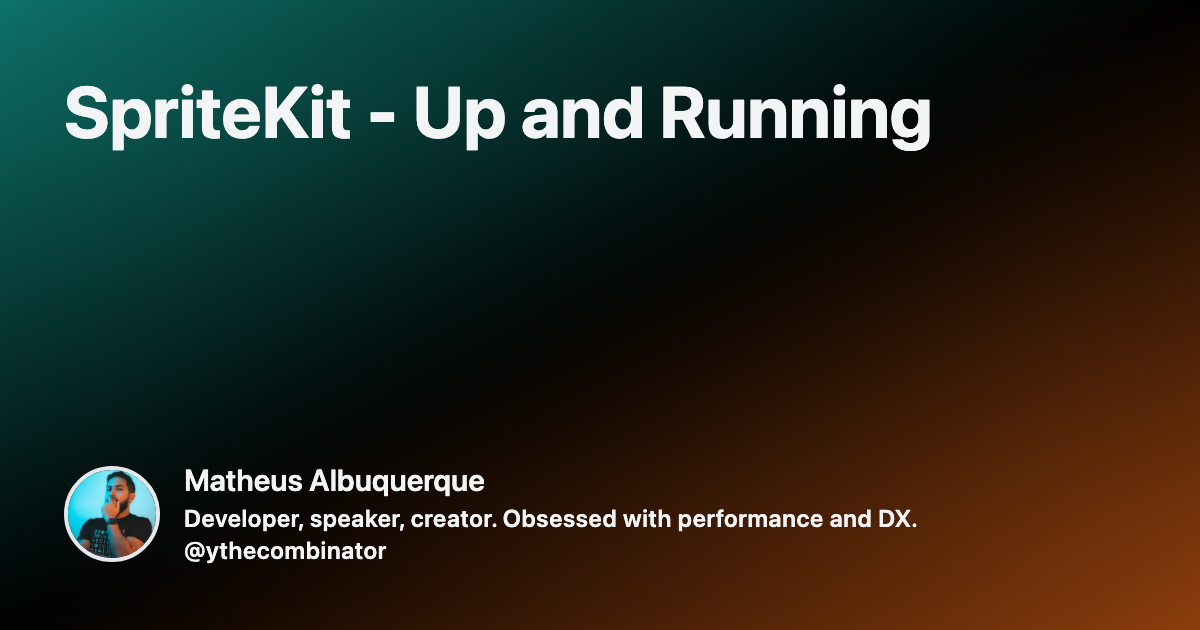 SpriteKit - Up and Running
Matheus Albuquerque
Developer, speaker, creator. Obsessed with performance and DX.
@ythecombinator